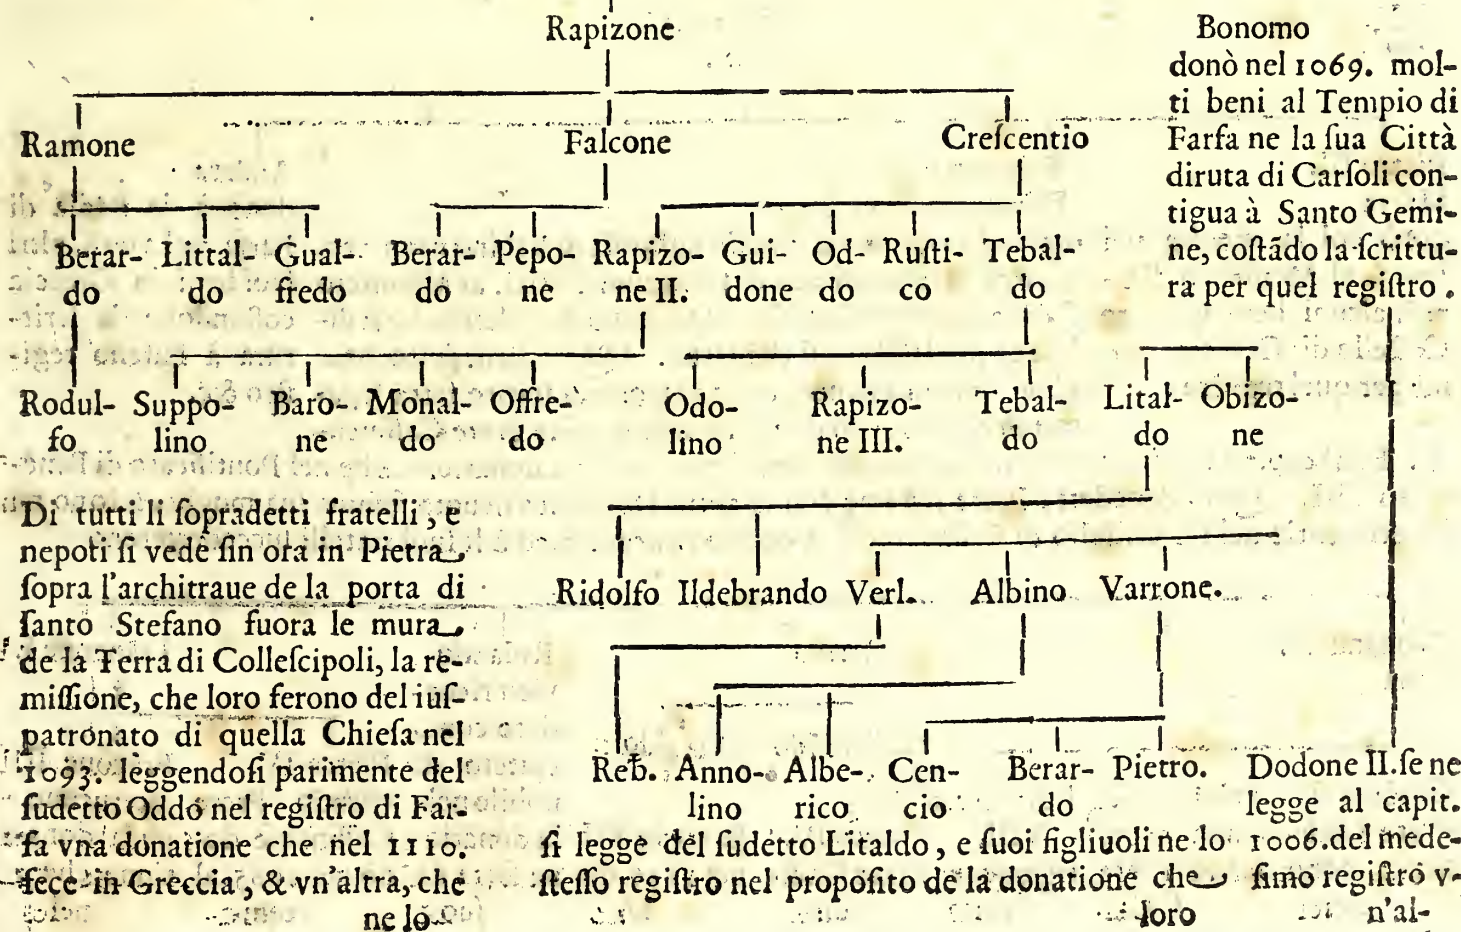 Rapizone
Bonomo
donò nel 1069. mol-
ti beni al Tempio di
Farfa ne la ſua Città
diruta di Carſoli con-
tigua à Santo Gemi-
ne, coſtādo la ſcrittu-
ra per quel regiſtro.
Ramone Falcone Creſcentio
Berar- Littal- Gual- Berar- Pepo- Rapizo- Gui- Od- Ruſti- Tebal-
do do fredo do ne ne II. done do co do
Rodul- Suppo- Baro- Monal- Offre- Odo- Rapizo- Tebal- Lital- Obizo-
fo lino ne do do lino ne III. do do ne
Di tutti li ſopradetti fratelli, e
nepoti ſi vede ſin ora in Pietra
ſopra l'architraue de la porta di
ſanto Stefano fuora le mura
de la Terra di Colleſcipoli, la re-
miſſione, che loro ferono del iuſ-
patronato di quella Chieſa nel
1093. leggendoſi parimente del
ſudetto Oddo nel regiſtro di Far-
fa vna donatione che nel 1110.
fece in Greccia, & vn'altra, che
ne lo
Ridolfo Ildebrando Verl. Albino Varrone.
Reb. Anno- Albe- Cen- Berar- Pietro.
lino rico cio do
ſi legge del ſudetto Litaldo, e ſuoi figliuoli ne lo
ſteſſo regiſtro nel propoſito de la donatione che
loro
Dodone II. ſe ne
legge al capit.
1006. del mede-
ſimo regiſtro v-
n'al-